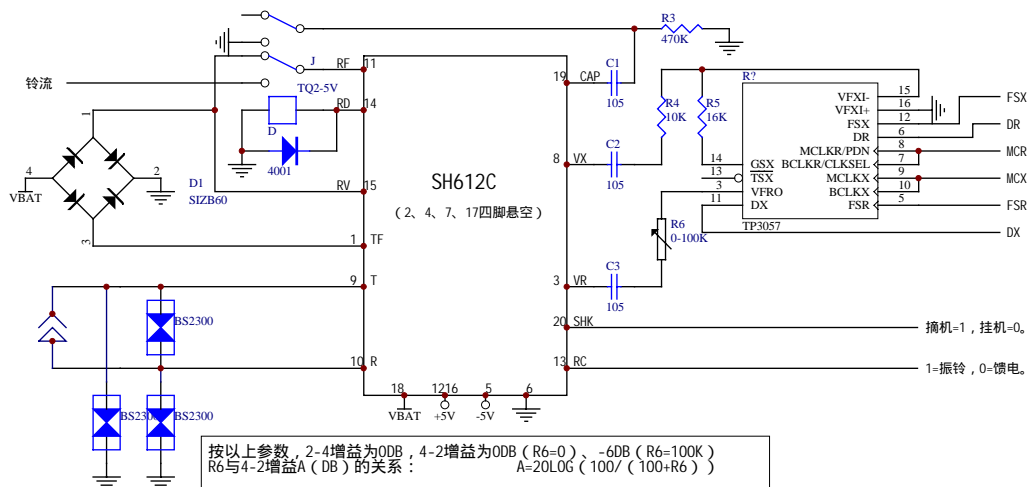 R3
470K
铃流
J
TQ2-5V
D
4001
1
4
2
3
VBAT
D1
SIZB60
RF
11
RD
14
RV
15
1
TF
9
T
10
R
SH612C
(2、4、7、17四脚悬空)
19
CAP
8
VX
3
VR
20
SHK
13
RC
18
1216
5
6
VBAT
+5V
-5V
C1
105
C2
105
C3
105
R4
10K
R5
16K
R6
0-100K
R?
VFXI-
15
VFXI+
16
FSX
12
DR
6
MCLKR/PDN
8
BCLKR/CLKSEL
7
MCLKX
9
BCLKX
10
FSR
5
14
GSX
13
TSX
3
VFRO
11
DX
TP3057
FSX
DR
MCR
MCX
FSR
DX
摘机=1，挂机=0。
1=振铃，0=馈电。
BS2300
BS2300
BS2300
按以上参数，2-4增益为0DB，4-2增益为0DB（R6=0）、-6DB（R6=100K）
R6与4-2增益A（DB）的关系： A=20LOG（100/（100+R6））